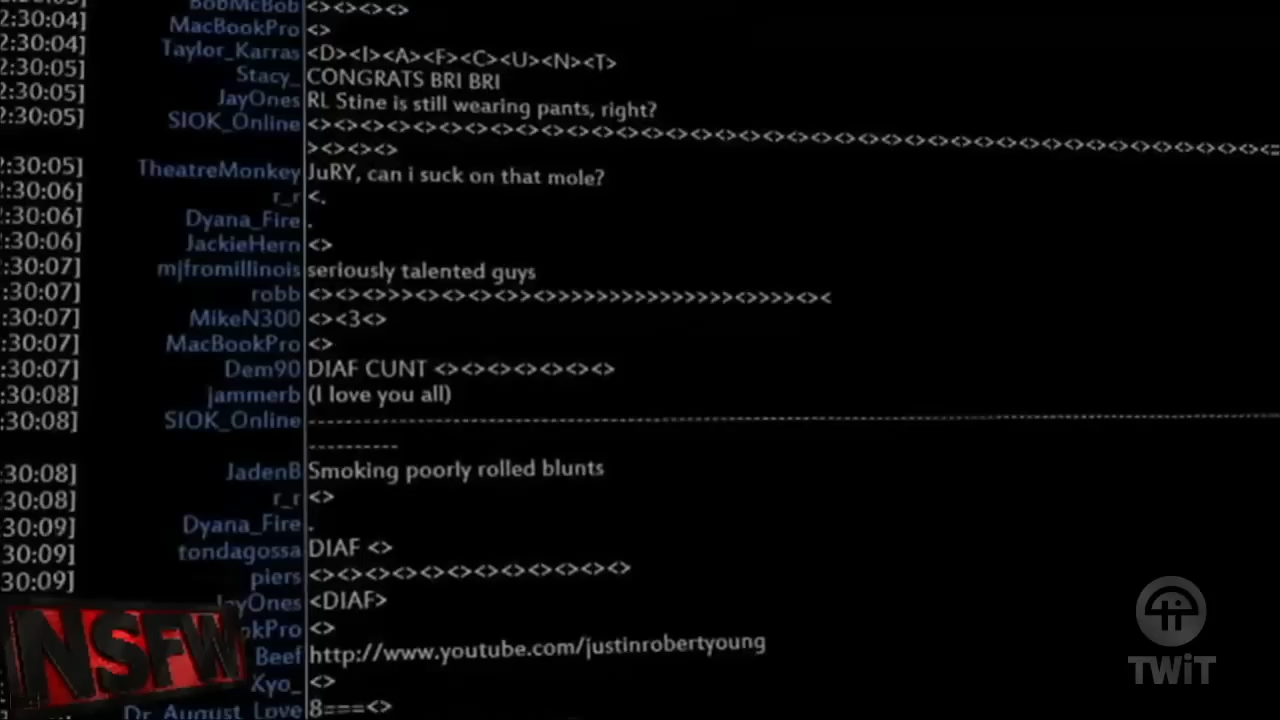 BobMcBob <><><><>
2:30:04] MacBookPro <>
2:30:04] Taylor_Karras <D><I><A><F><C><U><N><T>
2:30:05] Stacy_ CONGRATS BRI BRI
2:30:05] JayOnes RL Stine is still wearing pants, right?
2:30:05] SIOK_Online
><><><>
2:30:05] TheatreMonkey JuRY, can i suck on that mole?
:30:06] r_r <.
:30:06] Dyana_Fire .
:30:06] JackieHern <>
:30:07] mjfromillinois seriously talented guys
:30:07] robb
:30:07] MikeN300 <><3<>
:30:07] MacBookPro <>
:30:07] Dem90 DIAF CUNT <><><><><><><>
:30:08] jammerb (I love you all)
:30:08] SIOK_Online
----------
:30:08] JadenB Smoking poorly rolled blunts
:30:08] r_r <>
:30:09] Dyana_Fire .
30:09] tondagossa DIAF <>
30:09] piers <><><><><><><><><><><><>
JayOnes <DIAF>
okPro <>
Beef http://www.youtube.com/justinrobertyoung
Xyo_ <>
Dr_August_Love 8===<>
NSFW
TWiT